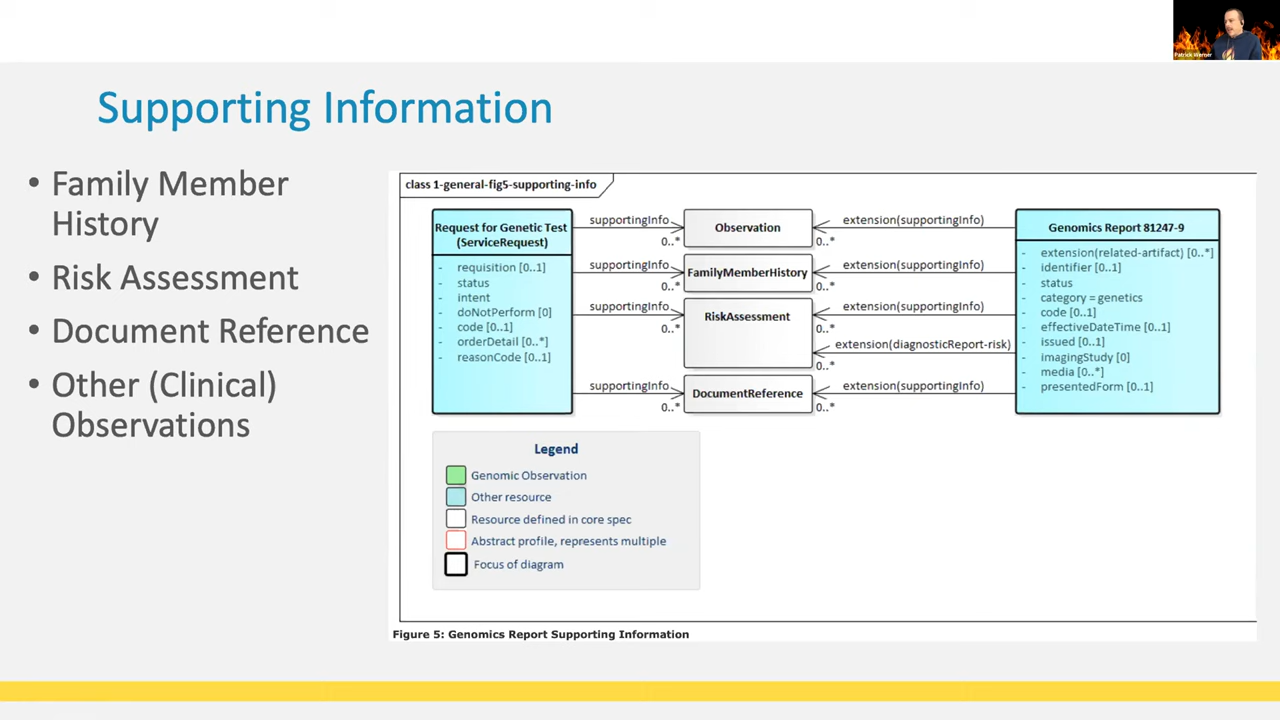 Patrick Werner
Supporting Information
• Family Member
History
• Risk Assessment
• Document Reference
• Other (Clinical)
Observations
class 1-general-fig5-supporting-info
Request for Genetic Test
(ServiceRequest)
- requisition [0..1]
- status
- intent
- doNotPerform [0]
- code [0..1]
- orderDetail [0..*]
- reasonCode [0..1]
supportingInfo
0..*
supportingInfo
0..*
supportingInfo
0..*
supportingInfo
0..*
Observation
FamilyMemberHistory
RiskAssessment
DocumentReference
extension(supportingInfo)
0..*
extension(supportingInfo)
0..*
extension(supportingInfo)
0..*
extension(diagnosticReport-risk)
0..*
extension(supportingInfo)
0..*
Genomics Report 81247-9
- extension(related-artifact) [0..*]
- identifier [0..1]
- status
- category = genetics
- code [0..1]
- effectiveDateTime [0..1]
- issued [0..1]
- imagingStudy [0]
- media [0..*]
- presentedForm [0..1]
Legend
Genomic Observation
Other resource
Resource defined in core spec
Abstract profile, represents multiple
Focus of diagram
Figure 5: Genomics Report Supporting Information